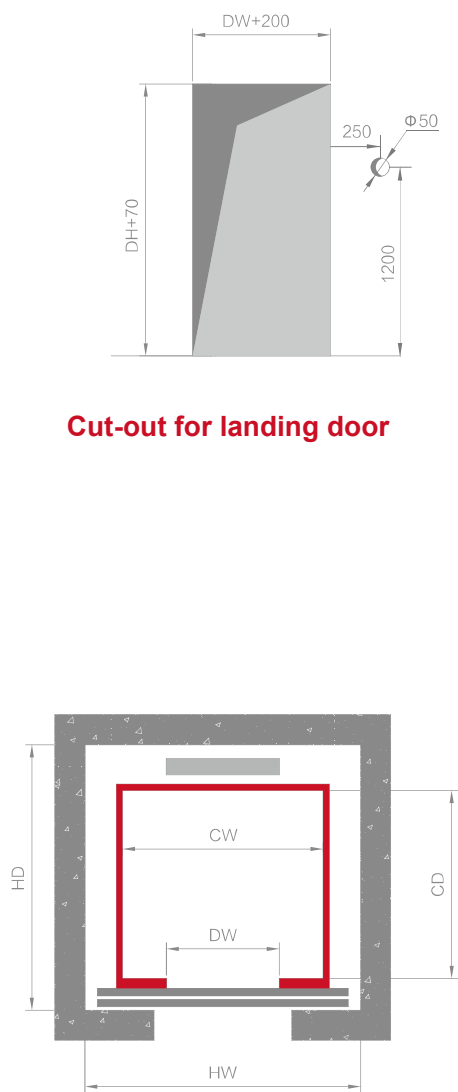 DW+200
250
Φ50
DH+70
1200
Cut-out for landing door
CW
HD
CD
DW
HW